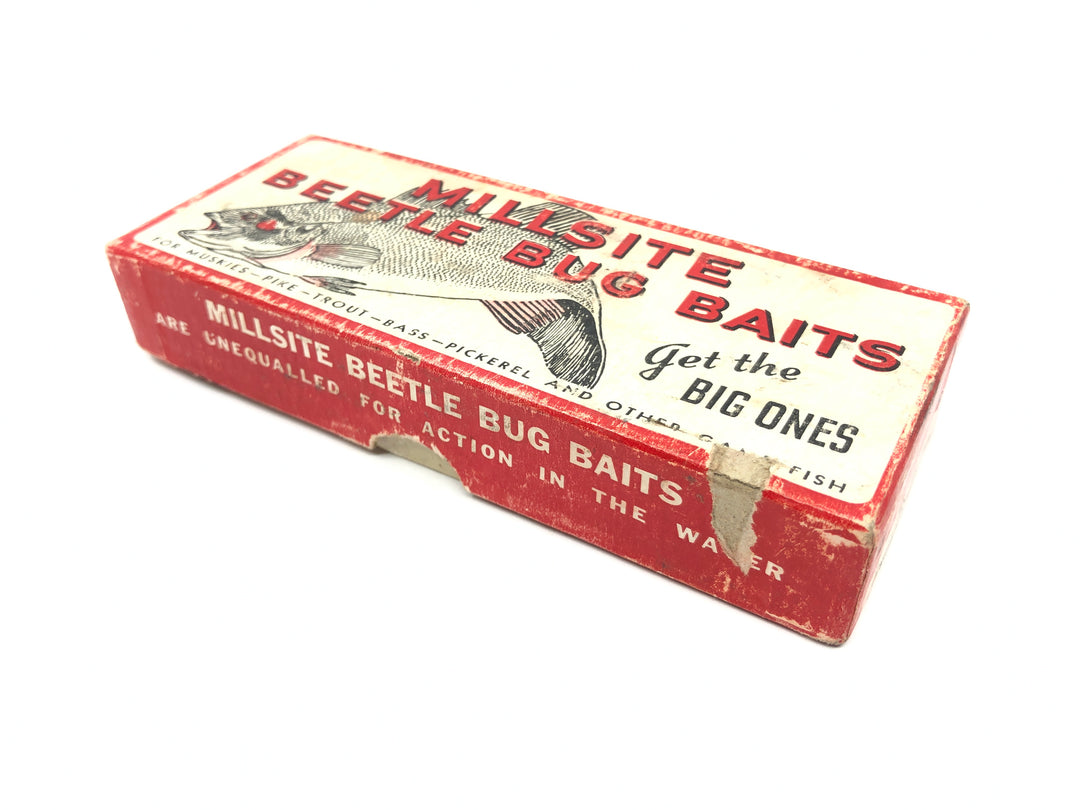 MILLSITE
BEETLE BUG BAITS
Get the
BIG ONES
FOR MUSKIES-PIKE-TROUT-BASS-PICKEREL AND OTHER FISH
MILLSITE BEETLE BUG BAITS
ARE UNEQUALLED FOR ACTION IN THE WATER